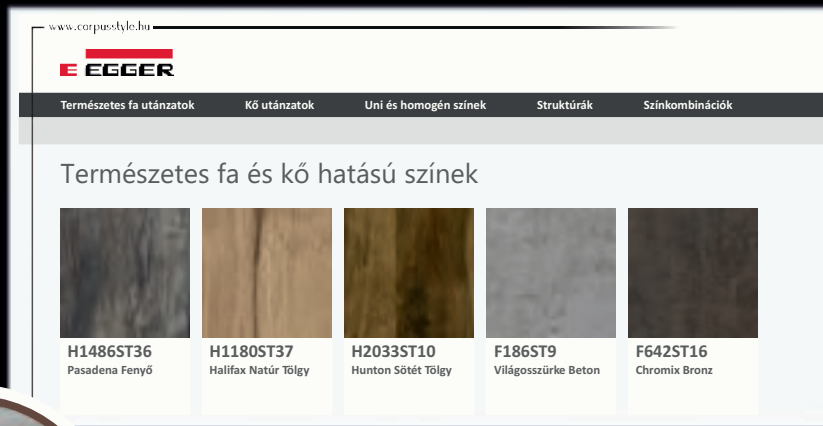 www.corpusstyle.hu
E EGGER
Természetes fa utánzatok Kő utánzatok Uni és homogén színek Struktúrák Színkombinációk
Természetes fa és kő hatású színek
H1486ST36 H1180ST37 H2033ST10 F186ST9 F642ST16
Pasadena Fenyő Halifax Natúr Tölgy Hunton Sötét Tölgy Világosszürke Beton Chromix Bronz